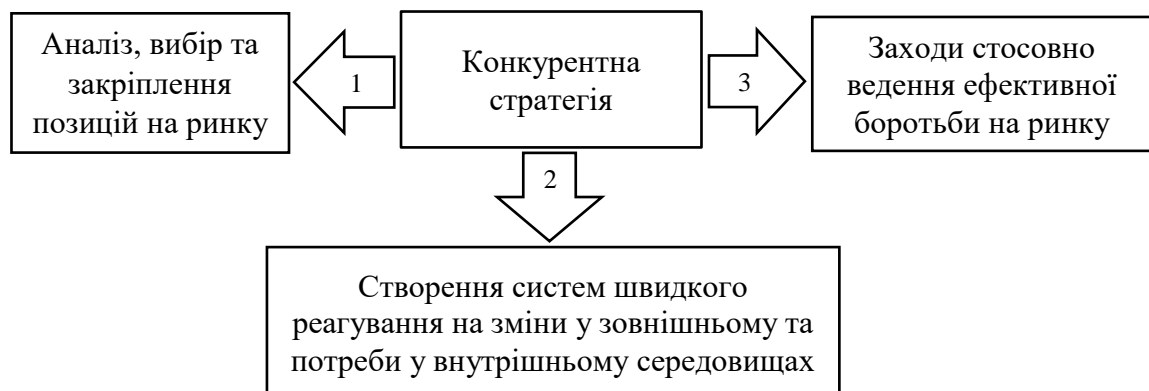 Аналіз, вибір та
закріплення
позицій на ринку
1
Конкурентна
стратегія
3
Заходи стосовно
ведення ефективної
боротьби на ринку
2
Створення систем швидкого
реагування на зміни у зовнішньому та
потреби у внутрішньому середовищах